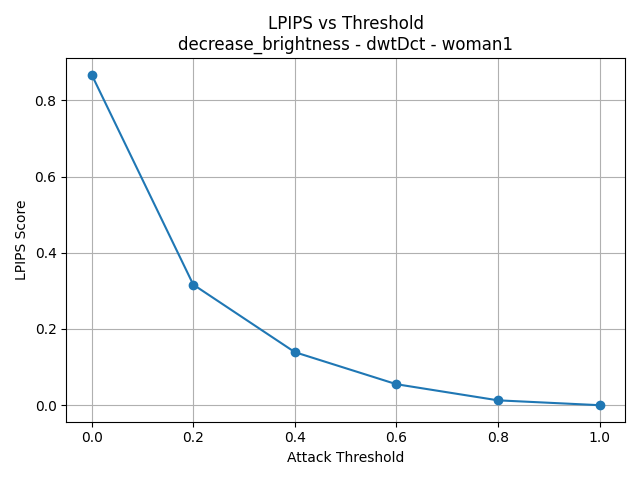 LPIPS vs Threshold
decrease_brightness - dwtDct - woman1
LPIPS Score
0.8
0.6
0.4
0.2
0.0
0.0 0.2 0.4 0.6 0.8 1.0
Attack Threshold